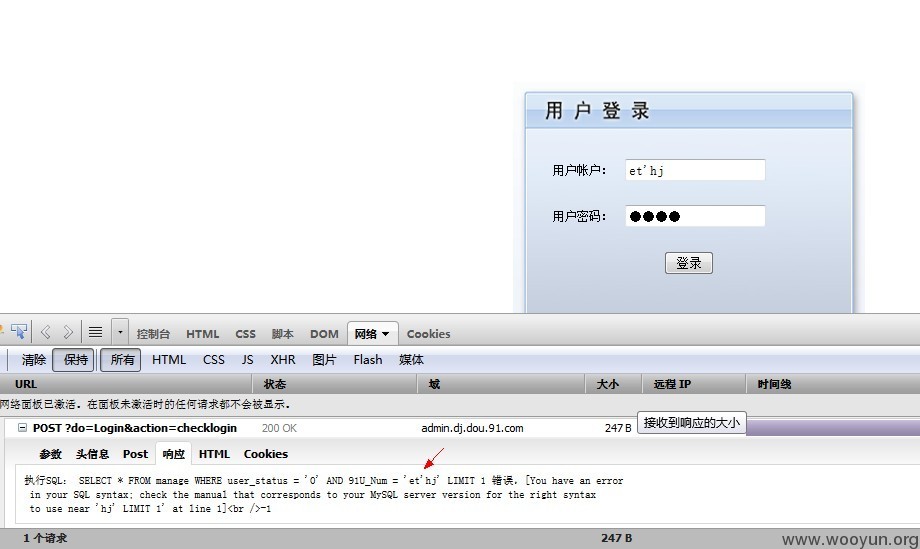 用户登录
用户帐户： et'hj
用户密码：
登录
控制台 HTML CSS 脚本 DOM 网络 Cookies
清除 保持 所有 HTML CSS JS XHR 图片 Flash 媒体
URL 状态 域 大小 远程 IP 时间线
网络面板已激活。在面板未激活时的任何请求都不会被显示。
POST ?do=Login&action=checklogin 200 OK admin.dj.dou.91.com 247 B 接收到响应的大小
参数 头信息 Post 响应 HTML Cookies
执行SQL: SELECT * FROM manage WHERE user_status = '0' AND 91U_Num = 'et'hj' LIMIT 1 错误，[You have an error
in your SQL syntax; check the manual that corresponds to your MySQL server version for the right syntax
to use near 'hj' LIMIT 1' at line 1]<br />-1
1 个请求 247 B
www.wooyun.org